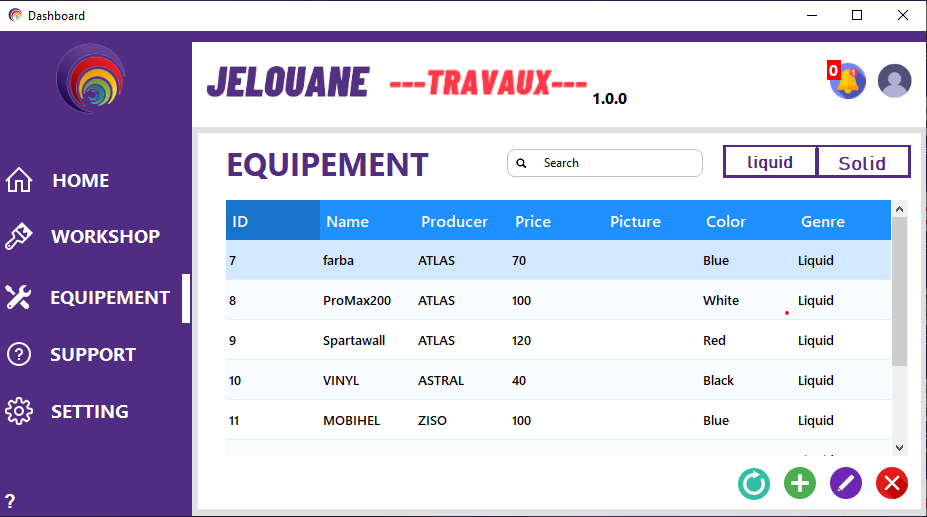 Dashboard
JELOUANE ---TRAVAUX--- 1.0.0
0
HOME
WORKSHOP
EQUIPEMENT
SUPPORT
SETTING
?
EQUIPEMENT
Search
liquid Solid
ID Name Producer Price Picture Color Genre
7 farba ATLAS 70 Blue Liquid
8 ProMax200 ATLAS 100 White Liquid
9 Spartawall ATLAS 120 Red Liquid
10 VINYL ASTRAL 40 Black Liquid
11 MOBIHEL ZISO 100 Blue Liquid